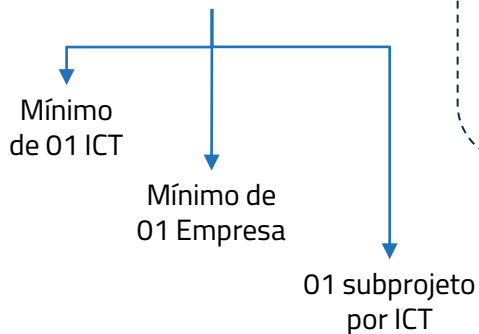 Mínimo
de 01 ICT
Mínimo de
01 Empresa
01 subprojeto
por ICT